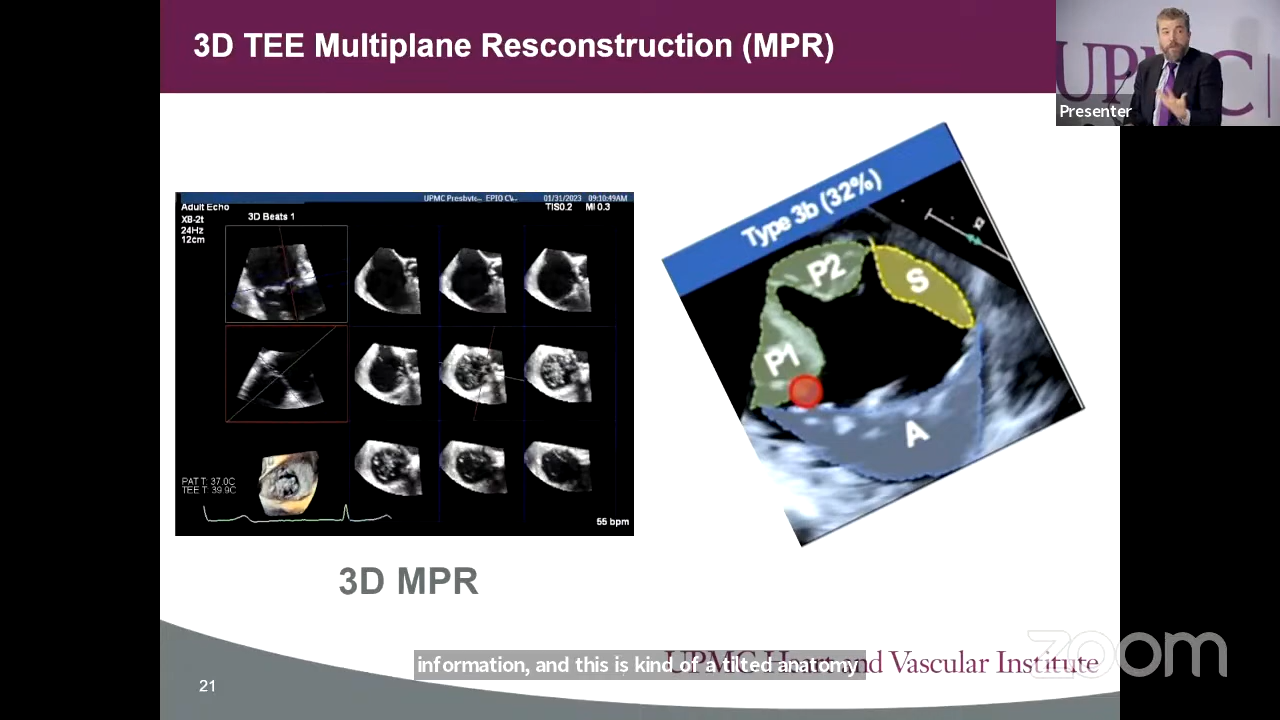 3D TEE Multiplane Resconstruction (MPR)
UPMC
Presenter
UPMC Presbyte-- EPIQ CV--
01/31/2023 09:10:49AM
Adult Echo
TIS0.2 MI 0.3
X8-2t
3D Beats 1
24Hz
12cm
PAT T: 37.0C
TEE T: 39.9C
55 bpm
Type 3b (32%)
x2
P2
S
P1
A
3D MPR
information, and this is kind of a tilted anatomy
UPMC Heart and Vascular Institute
zoom
21